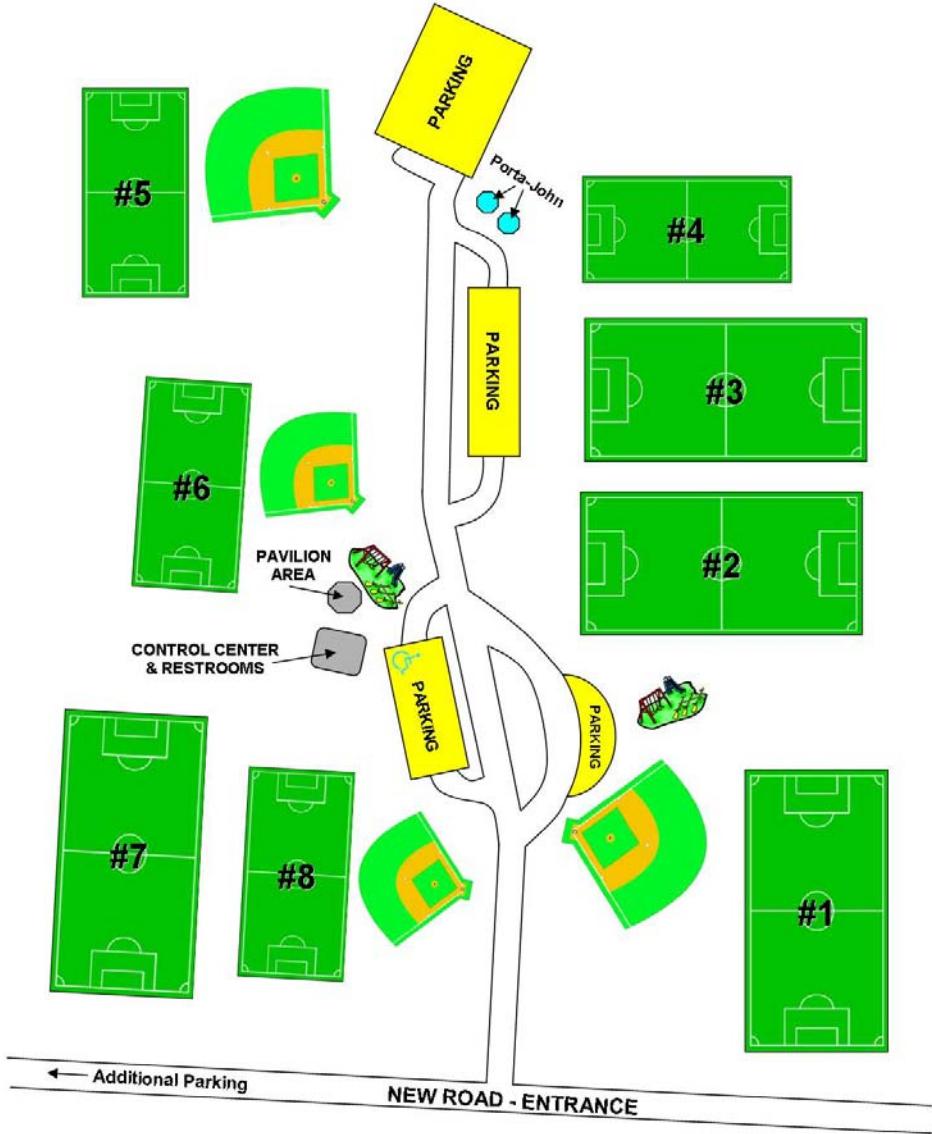 PARKING
Porta-John
#5
#4
PARKING
#3
#6
#2
PAVILION
AREA
CONTROL CENTER
& RESTROOMS
PARKING
PARKING
#7
#8
#1
Additional Parking
NEW ROAD - ENTRANCE